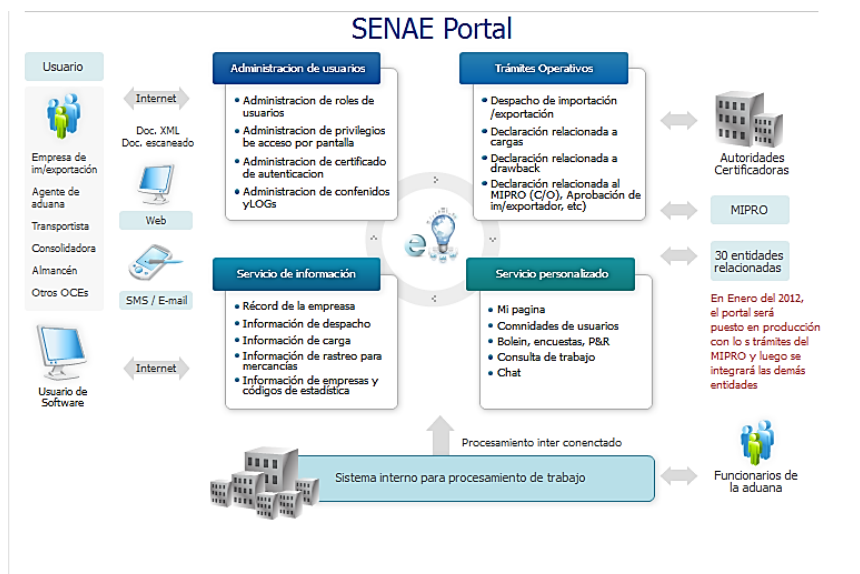 SENAE Portal
Usuario
Empresa de
im/exportación
Agente de
aduana
Transportista
Consolidadora
Almancén
Otros OCEs
Usuario de
Software
Internet
Doc. XML
Doc. escaneado
Web
SMS / E-mail
Internet
Administracion de usuarios
• Administracion de roles de
usuarios
• Administracion de privilegios
be acceso por pantalla
• Administracion de certificado
de autenticacion
• Administracion de confenidos
yLOGs
Trámites Operativos
• Despacho de importación
/exportación
• Declaración relacionada a
cargas
• Declaración relacionada a
drawback
• Declaración relacionada al
MIPRO (C/O), Aprobación de
im/exportador, etc)
Servicio de información
• Récord de la empreasa
• Información de despacho
• Información de carga
• Información de rastreo para
mercancías
• Información de empresas y
códigos de estadística
Servicio personalizado
• Mi pagina
• Comnidades de usuarios
• Bolein, encuestas, P&R
• Consulta de trabajo
• Chat
Autoridades
Certificadoras
MIPRO
30 entidades
relacionadas
En Enero del 2012,
el portal será
puesto en producción
con lo s trámites del
MIPRO y luego se
integrará las demás
entidades
Procesamiento inter conenctado
Sistema interno para procesamiento de trabajo
Funcionarios de
la aduana